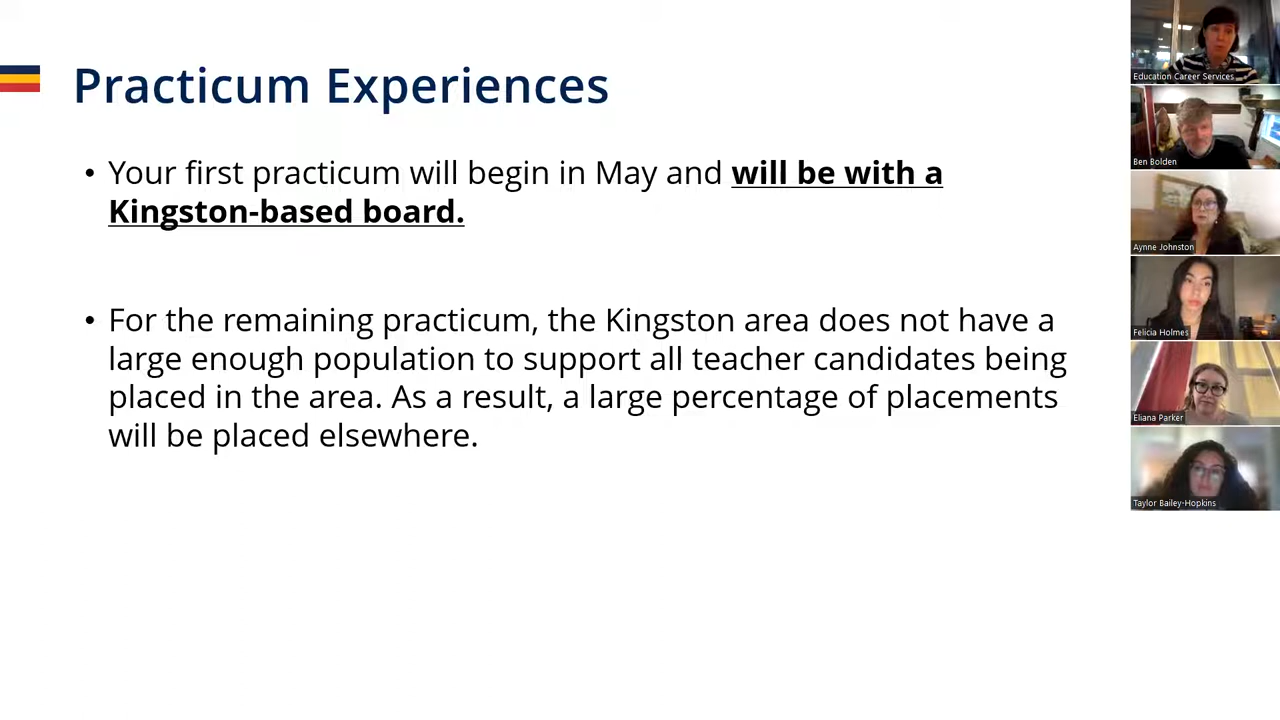 Practicum Experiences
• Your first practicum will begin in May and will be with a
Kingston-based board.
• For the remaining practicum, the Kingston area does not have a
large enough population to support all teacher candidates being
placed in the area. As a result, a large percentage of placements
will be placed elsewhere.
Education Career Services
Ben Bolden
Aynne Johnston
Felicia Holmes
Eliana Parker
Taylor Bailey-Hopkins